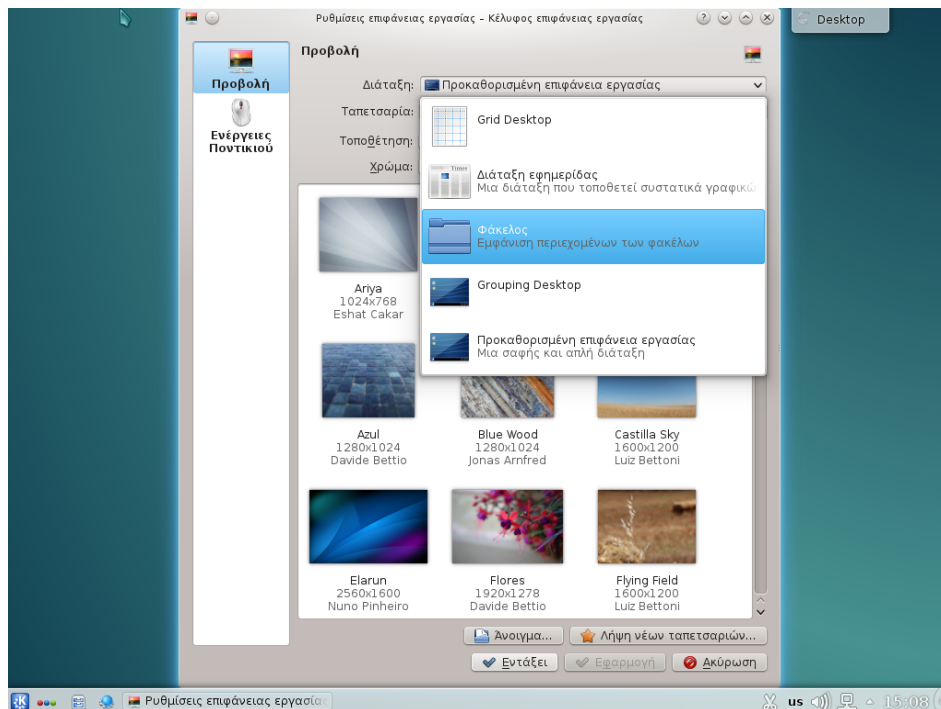 Ρυθμίσεις επιφάνειας εργασίας – Κέλυφος επιφάνειας εργασίας
Desktop
Προβολή
Ενέργειες
Ποντικιού
Προβολή
Διάταξη: Προκαθορισμένη επιφάνεια εργασίας
Ταπετσαρία:
Τοποθέτηση:
Χρώμα:
Grid Desktop
Διάταξη εφημερίδας
Μια διάταξη που τοποθετεί συστατικά γραφικώ
Φάκελος
Εμφάνιση περιεχομένων των φακέλων
Grouping Desktop
Προκαθορισμένη επιφάνεια εργασίας
Μια σαφής και απλή διάταξη
Ariya
1024x768
Eshat Cakar
Azul
1280x1024
Davide Bettio
Blue Wood
1280x1024
Jonas Arnfred
Castilla Sky
1600x1200
Luiz Bettoni
Elarun
2560x1600
Nuno Pinheiro
Flores
1920x1278
Davide Bettio
Flying Field
1600x1200
Luiz Bettoni
Άνοιγμα... Λήψη νέων ταπετσαριών...
Εντάξει Εφαρμογή Ακύρωση
Ρυθμίσεις επιφάνειας εργασία
us 15:08